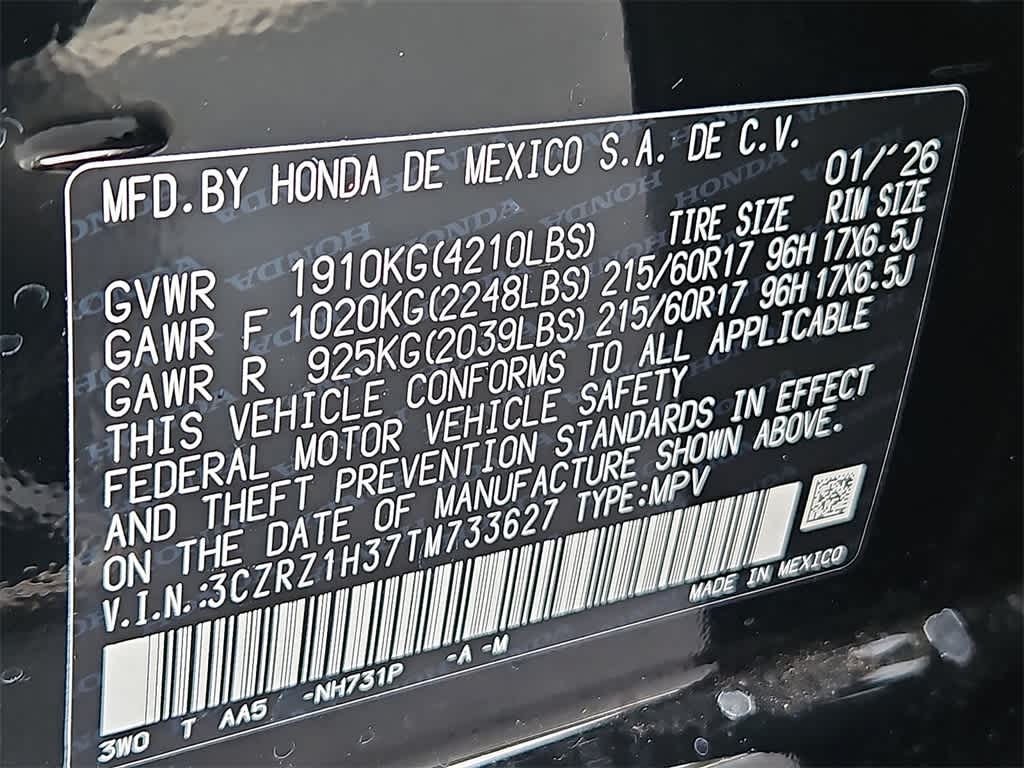 MFD.BY HONDA DE MEXICO S.A. DE C.V. 01/'26
TIRE SIZE RIM SIZE
GVWR 1910KG(4210LBS)
GAWR F 1020KG(2248LBS) 215/60R17 96H 17X6.5J
GAWR R 925KG(2039LBS) 215/60R17 96H 17X6.5J
THIS VEHICLE CONFORMS TO ALL APPLICABLE
FEDERAL MOTOR VEHICLE SAFETY
AND THEFT PREVENTION STANDARDS IN EFFECT
ON THE DATE OF MANUFACTURE SHOWN ABOVE.
V.I.N.:3CZRZ1H37TM733627 TYPE:MPV
MADE IN MEXICO
3W0 T AA5 -NH731P -A -M